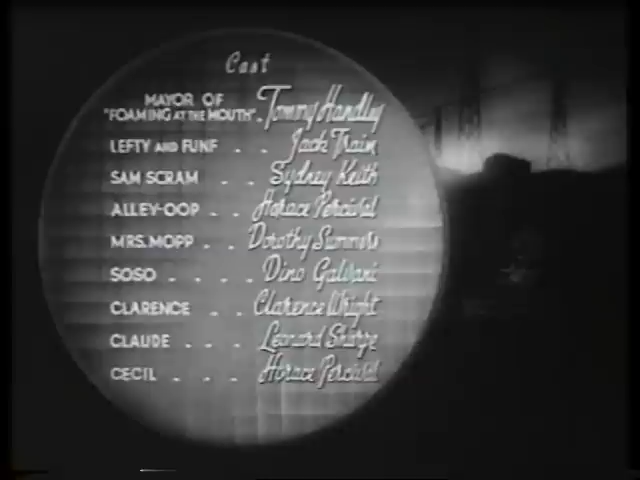 Cast
MAYOR OF
"FOAMING AT THE MOUTH". Tommy Handley
LEFTY AND FUNF . . Jack Train
SAM SCRAM . . Sydney Keith
ALLEY-OOP . . Horace Percival
MRS. MOPP . . Dorothy Summers
SOSO . . . . Dino Galvani
CLARENCE . . Clarence Wright
CLAUDE . . . Leonard Sharpe
CECIL . . . Horace Percival